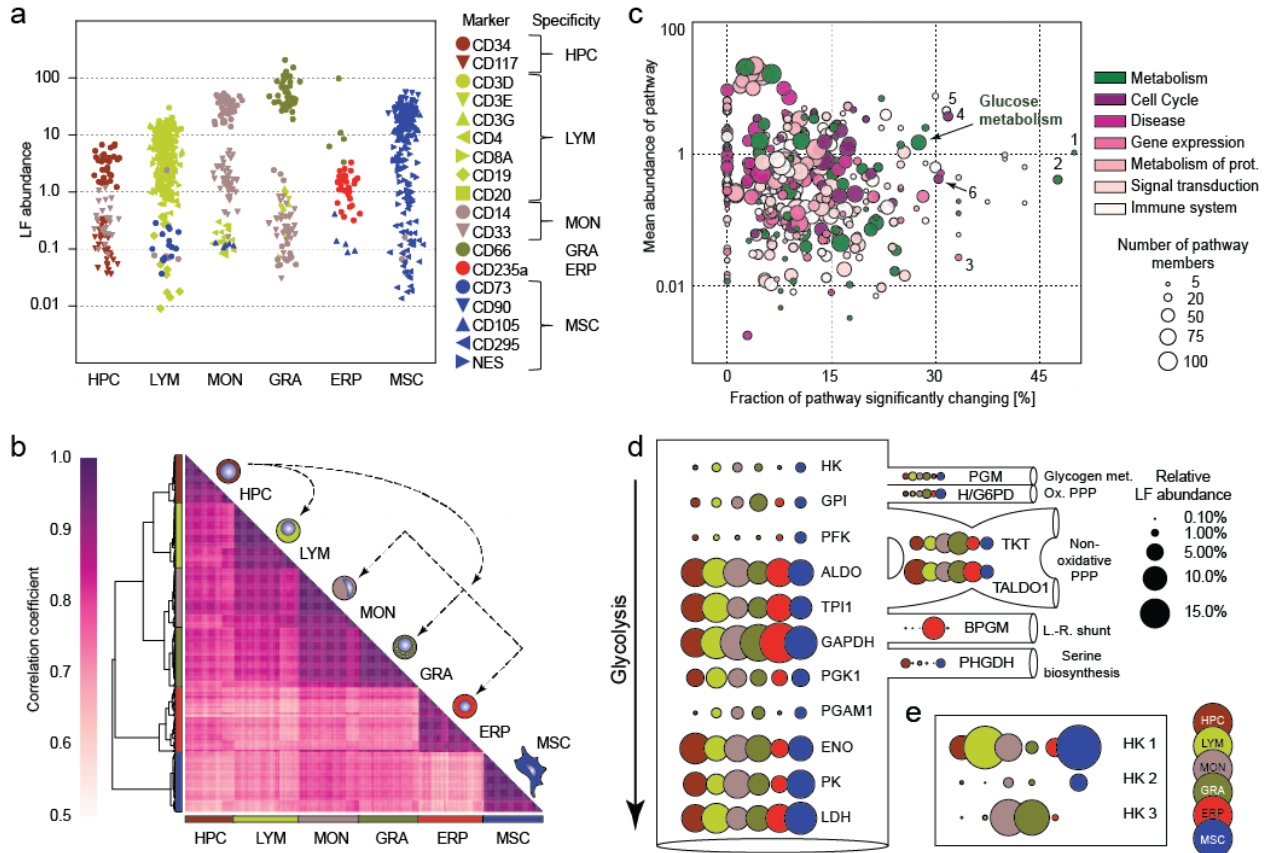 a
LF abundance
100
10
1.0
0.1
0.01
HPC LYM MON GRA ERP MSC
Marker Specificity
CD34
CD117
HPC
CD3D
CD3E
CD3G
CD4
CD8A
CD19
CD20
LYM
CD14
CD33
MON
CD66 GRA
CD235a ERP
CD73
CD90
CD105
CD295
NES
MSC
c
Mean abundance of pathway
100
1
0.01
0 15 30 45
Fraction of pathway significantly changing [%]
Glucose
metabolism
5
4
1
2
6
3
Metabolism
Cell Cycle
Disease
Gene expression
Metabolism of prot.
Signal transduction
Immune system
Number of pathway
members
5
20
50
75
100
b
Correlation coefficient
1.0
0.9
0.8
0.7
0.6
0.5
HPC
LYM
MON
GRA
ERP
MSC
HPC LYM MON GRA ERP MSC
d
Glycolysis
HK
GPI
PFK
ALDO
TPI1
GAPDH
PGK1
PGAM1
ENO
PK
LDH
PGM Glycogen met.
H/G6PD Ox. PPP
TKT
TALDO1
Non-
oxidative
PPP
BPGM L.-R. shunt
PHGDH Serine
biosynthesis
Relative
LF abundance
0.10%
1.00%
5.00%
10.0%
15.0%
e
HK 1
HK 2
HK 3
HPC
LYM
MON
GRA
ERP
MSC